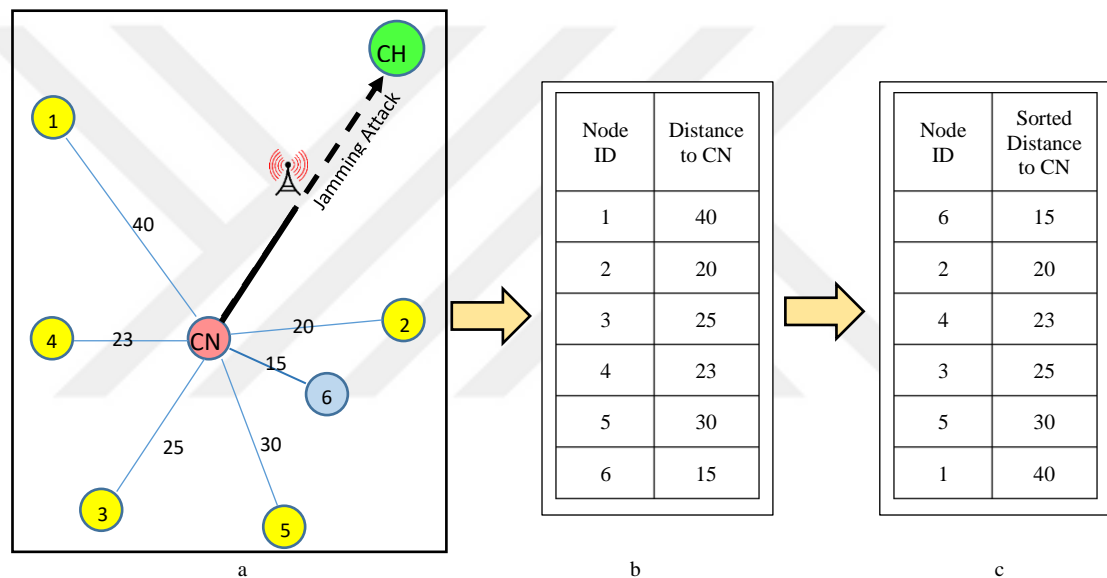 CH
1
Jamming Attack
40
4
23
CN
20
2
15
6
25
30
3
5
a
Node ID
Distance to CN
1 40
2 20
3 25
4 23
5 30
6 15
b
Node ID
Sorted Distance to CN
6 15
2 20
4 23
3 25
5 30
1 40
c